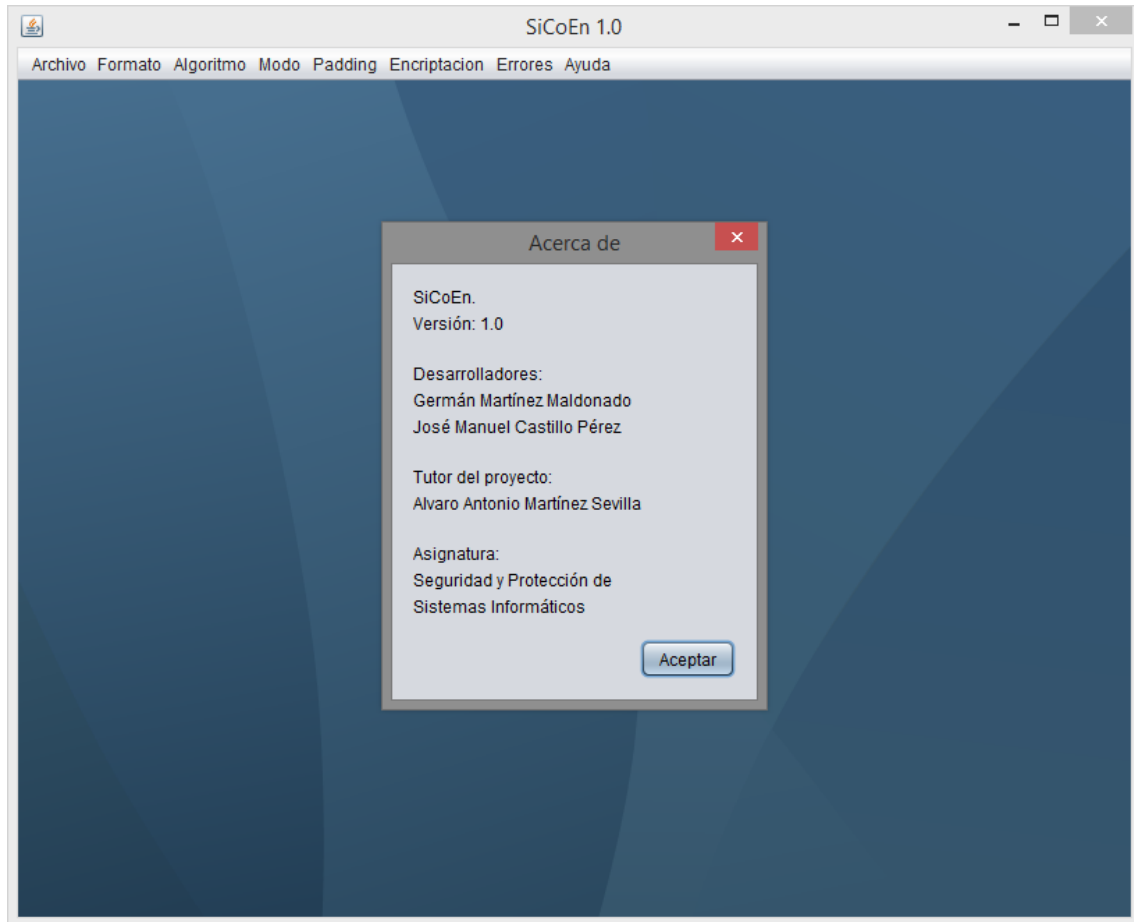 SiCoEn 1.0
Archivo Formato Algoritmo Modo Padding Encriptacion Errores Ayuda
Acerca de
SiCoEn.
Versión: 1.0
Desarrolladores:
Germán Martínez Maldonado
José Manuel Castillo Pérez
Tutor del proyecto:
Alvaro Antonio Martínez Sevilla
Asignatura:
Seguridad y Protección de
Sistemas Informáticos
Aceptar